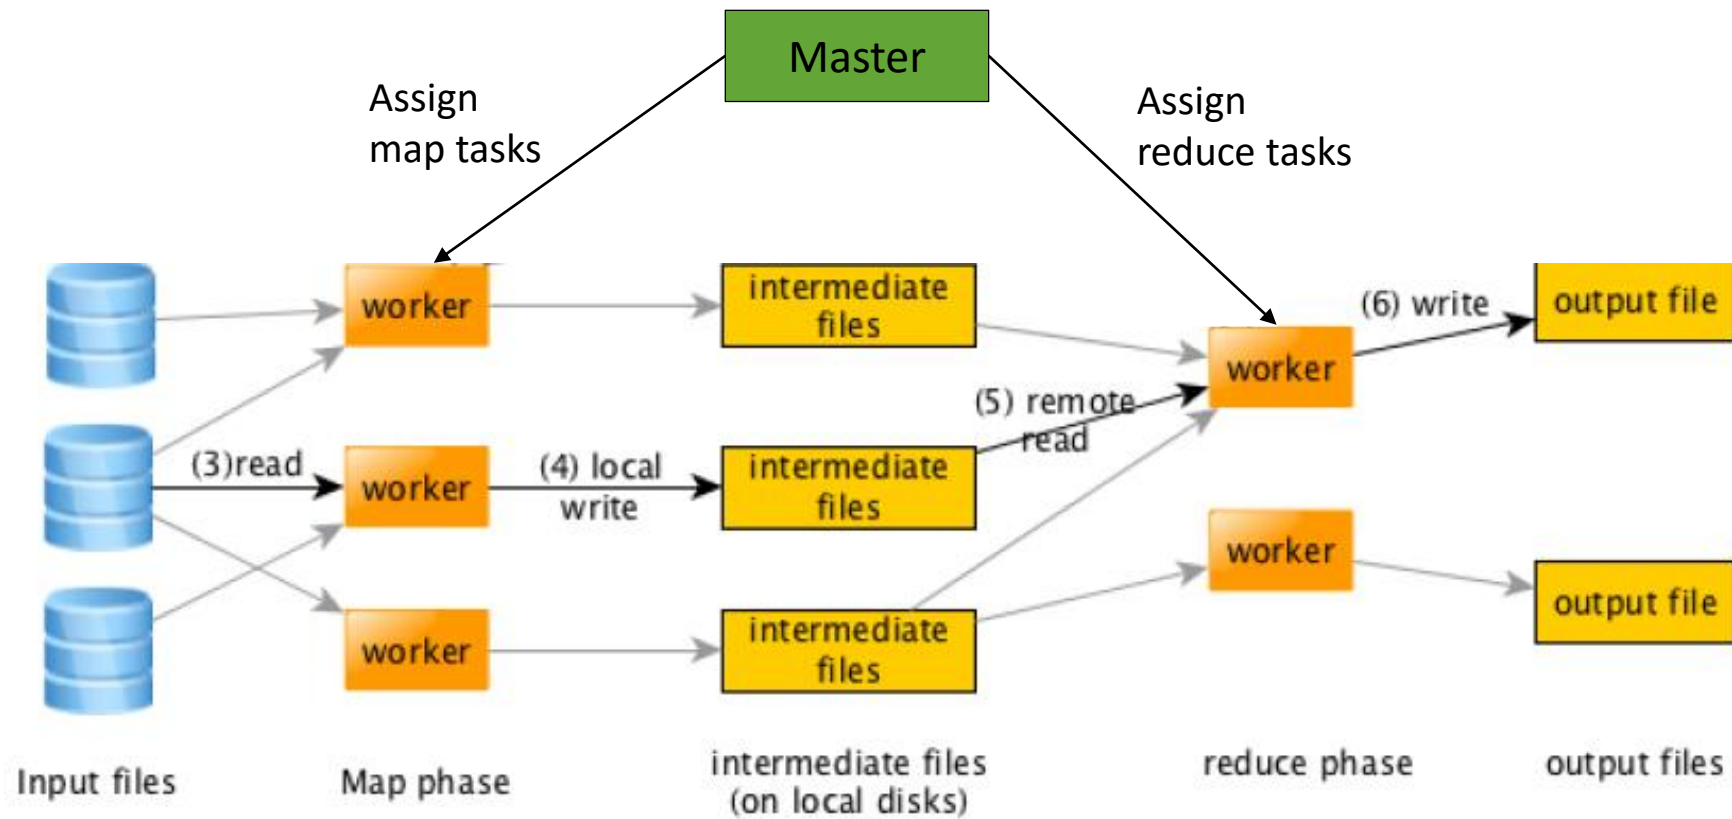 Master
Assign
map tasks
Assign
reduce tasks
worker
intermediate
files
(6) write
output file
worker
(5) remote
read
(3)read
worker
(4) local
write
intermediate
files
worker
output file
worker
intermediate
files
Input files
Map phase
intermediate files
(on local disks)
reduce phase
output files